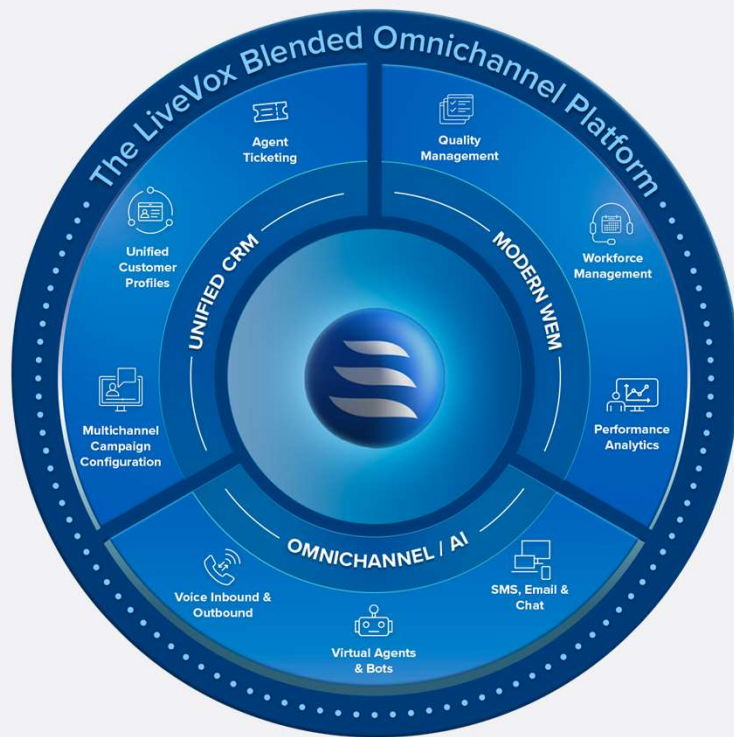 The LiveVox Blended Omnichannel Platform
Agent
Ticketing
Quality
Management
Unified
Customer
Profiles
Workforce
Management
UNIFIED CRM
MODERN WEM
Multichannel
Campaign
Configuration
Performance
Analytics
OMNICHANNEL / AI
Voice Inbound &
Outbound
SMS, Email &
Chat
Virtual Agents
& Bots